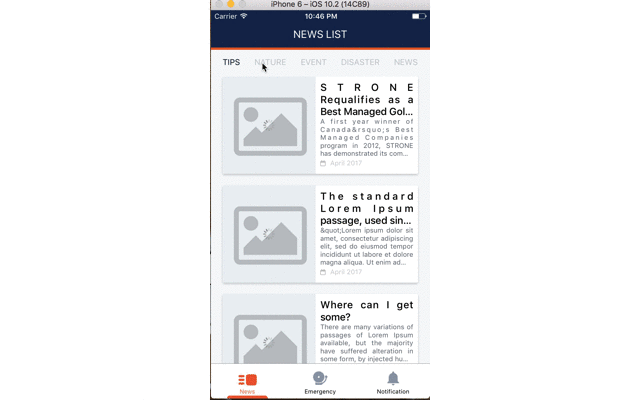 iPhone 6 – iOS 10.2 (14C89)
Carrier 10:46 PM
NEWS LIST
TIPS NATURE EVENT DISASTER NEWS
STRONE
Requalifies as a
Best Managed Gol...
A first year winner of
Canada&rsquo;s Best
Managed Companies
program in 2012, STRONE
has demonstrated its com...
April 2017
The standard
Lorem Ipsum
passage, used sin...
&quot;Lorem ipsum dolor sit
amet, consectetur adipiscing
elit, sed do eiusmod tempor
incididunt ut labore et dolore
magna aliqua. Ut enim ad...
April 2017
Where can I get
some?
There are many variations of
passages of Lorem Ipsum
available, but the majority
have suffered alteration in
some form, by injected hu...
News Emergency Notification